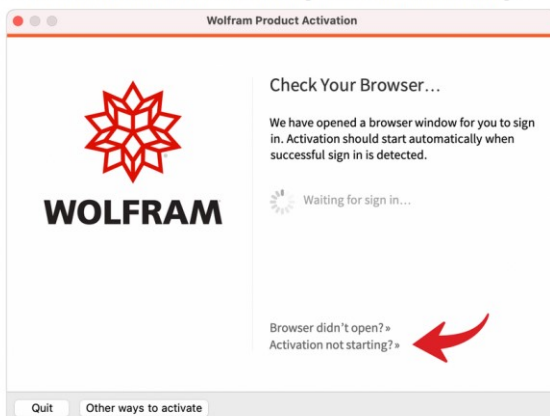 Wolfram Product Activation
WOLFRAM
Check Your Browser...
We have opened a browser window for you to sign
in. Activation should start automatically when
successful sign in is detected.
Waiting for sign in...
Browser didn't open? »
Activation not starting? »
Quit
Other ways to activate